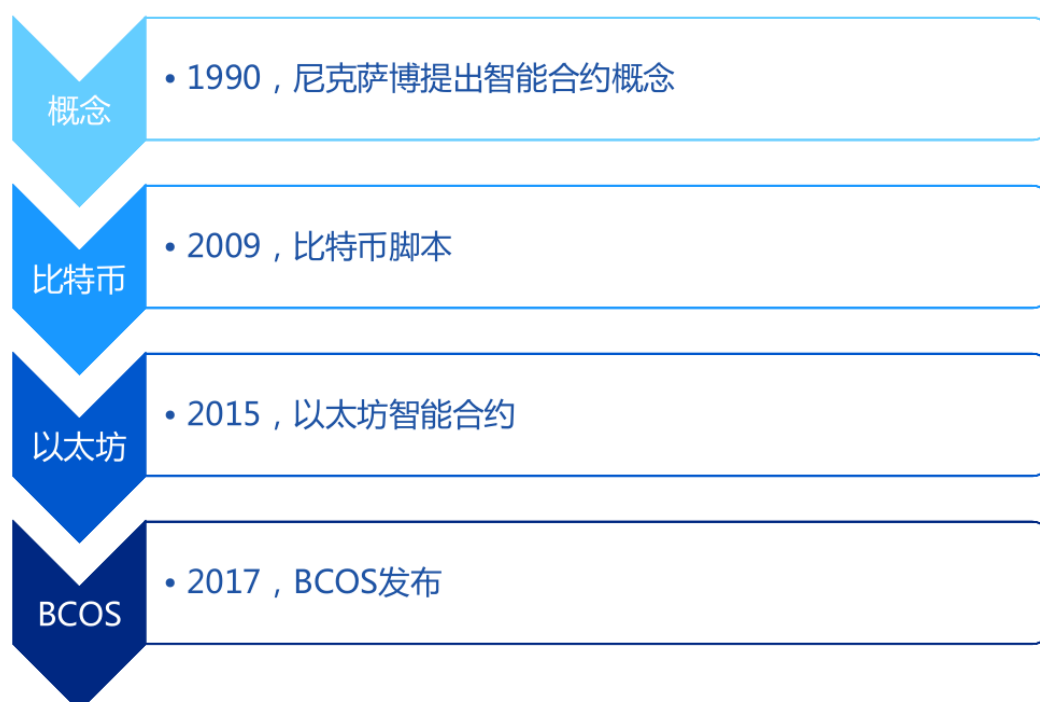 概念
• 1990，尼克萨博提出智能合约概念
比特币
• 2009，比特币脚本
以太坊
• 2015，以太坊智能合约
BCOS
• 2017，BCOS发布